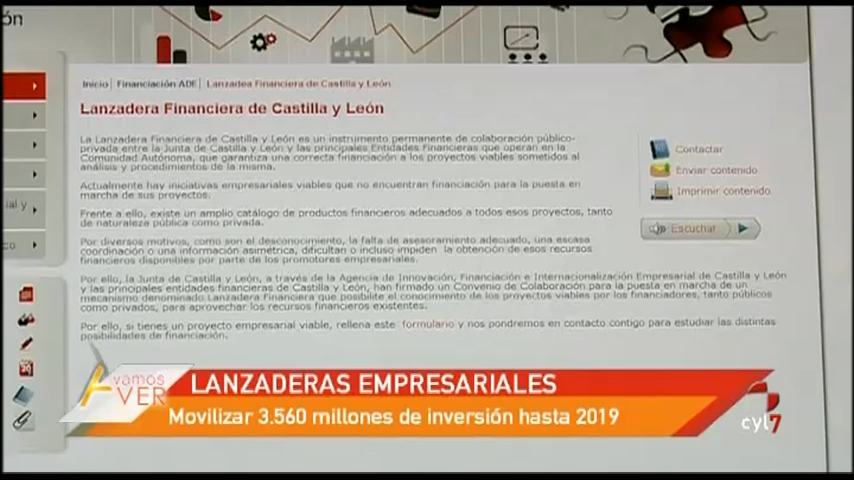 ón
Inicio | Financiación ADE | Lanzadea Financiera de Castilla y León
Lanzadera Financiera de Castilla y León
La Lanzadera Financiera de Castilla y León es un instrumento permanente de colaboración público-
privada entre la Junta de Castilla y León y las principales Entidades Financieras que operan en la
Comunidad Autónoma, que garantiza una correcta financiación a los proyectos viables sometidos al
análisis y procedimientos de la misma.
Actualmente hay iniciativas empresariales viables que no encuentran financiación para la puesta en
marcha de sus proyectos.
Frente a ello, existe un amplio catálogo de productos financieros adecuados a todos esos proyectos, tanto
de naturaleza pública como privada.
Por diversos motivos, como son el desconocimiento, la falta de asesoramiento adecuado, una escasa
coordinación o una información asimétrica, dificultan o incluso impiden la obtención de esos recursos
financieros disponibles por parte de los promotores empresariales.
Por ello, la Junta de Castilla y León, a través de la Agencia de Innovación, Financiación e Internacionalización Empresarial de Castilla y León
y las principales entidades financieras de Castilla y León, han firmado un Convenio de Colaboración para la puesta en marcha de un
mecanismo denominado Lanzadera Financiera que posibilite el conocimiento de los proyectos viables por los financiadores, tanto públicos
como privados, para aprovechar los recursos financieros existentes.
Por ello, si tienes un proyecto empresarial viable, rellena este formulario y nos pondremos en contacto contigo para estudiar las distintas
posibilidades de financiación.
Contactar
Enviar contenido
Imprimir contenido
Escuchar
ial y
co
vamos
A VER
LANZADERAS EMPRESARIALES
Movilizar 3.560 millones de inversión hasta 2019
cyl7